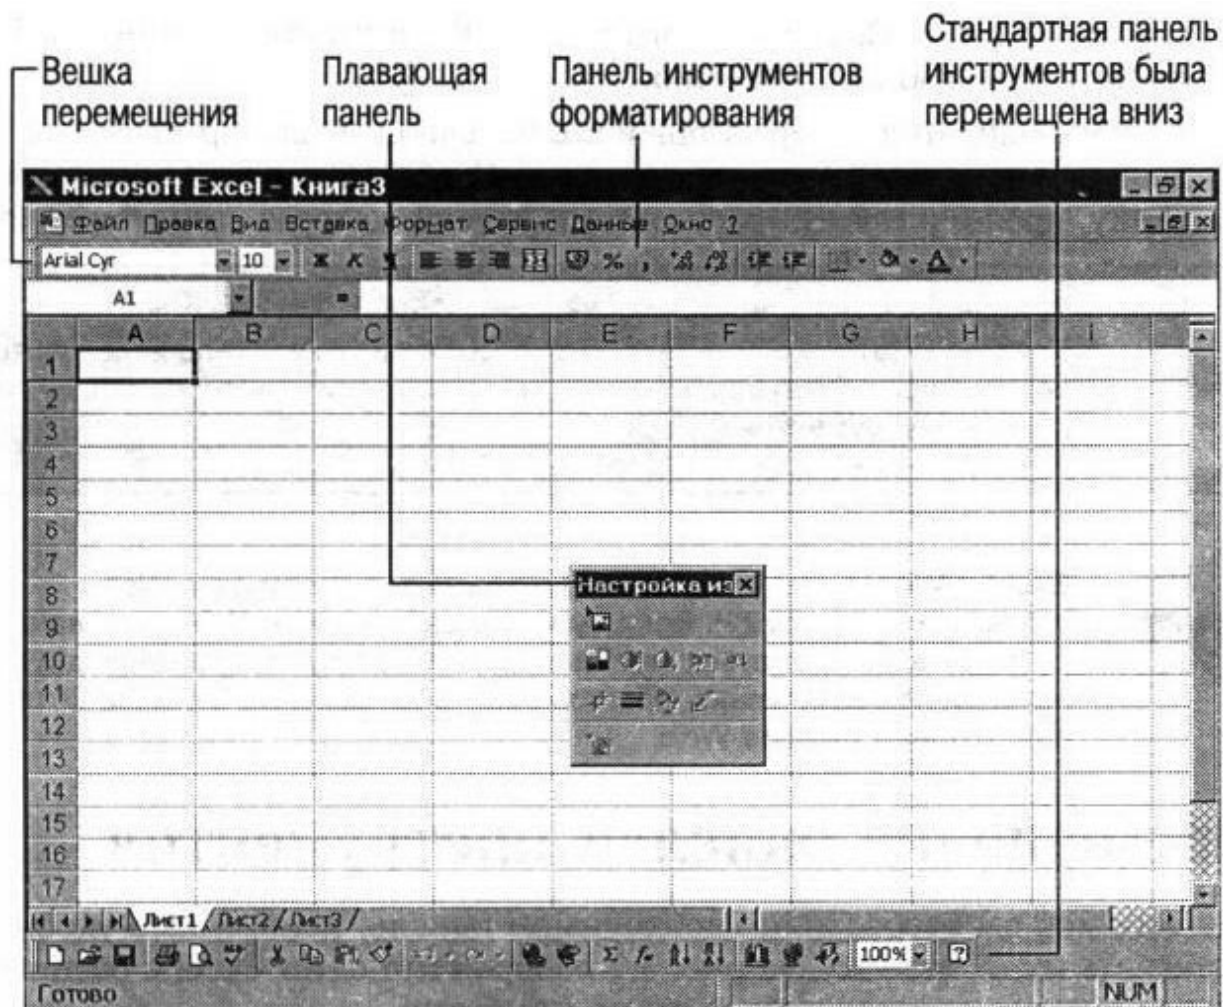 Вешка
перемещения
Плавающая
панель
Панель инструментов
форматирования
Стандартная панель
инструментов была
перемещена вниз
Microsoft Excel - Книга3
Файл Правка Вид Вставка Формат Сервис Данные Окно ?
Arial Cyr 10 Ж К Ч % ,
A1 =
A B C D E F G H I
1
2
3
4
5
6
7
Настройка из
8
9
10
11
12
13
14
15
16
17
Лист1 / Лист2 / Лист3 /
Σ 100% ?
Готово NUM